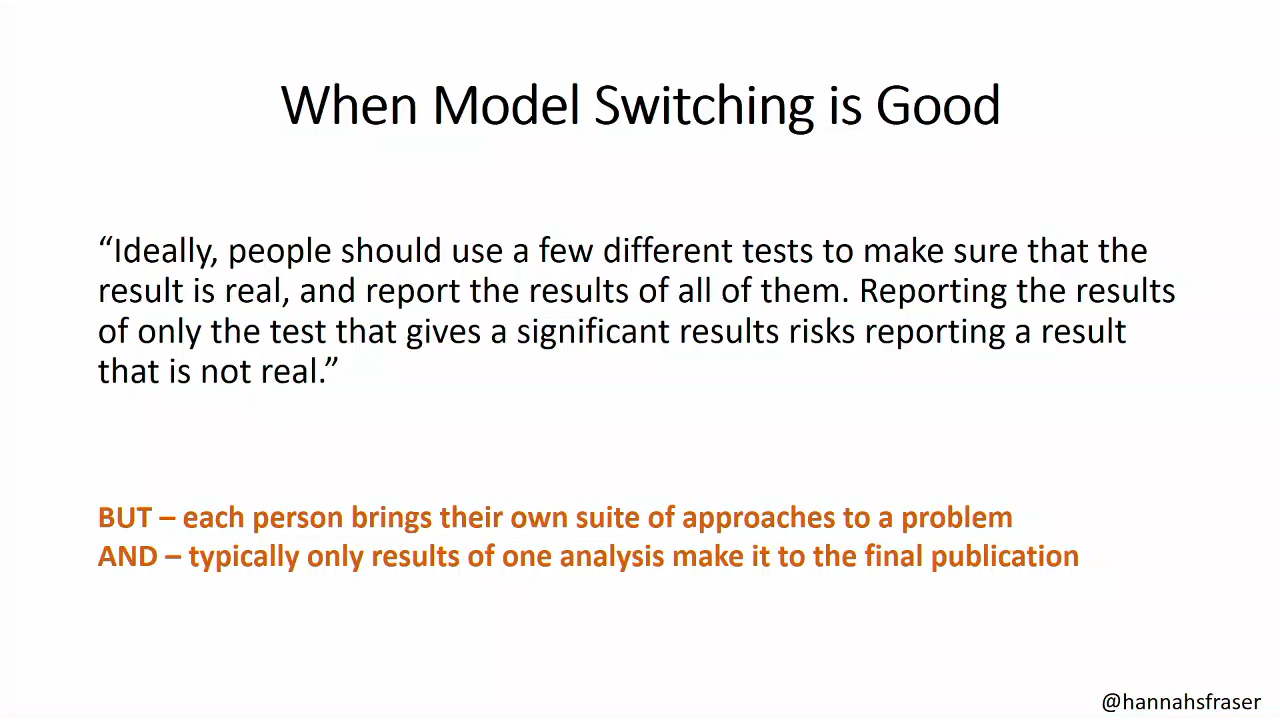 When Model Switching is Good
“Ideally, people should use a few different tests to make sure that the
result is real, and report the results of all of them. Reporting the results
of only the test that gives a significant results risks reporting a result
that is not real.”
BUT – each person brings their own suite of approaches to a problem
AND – typically only results of one analysis make it to the final publication
@hannahsfraser